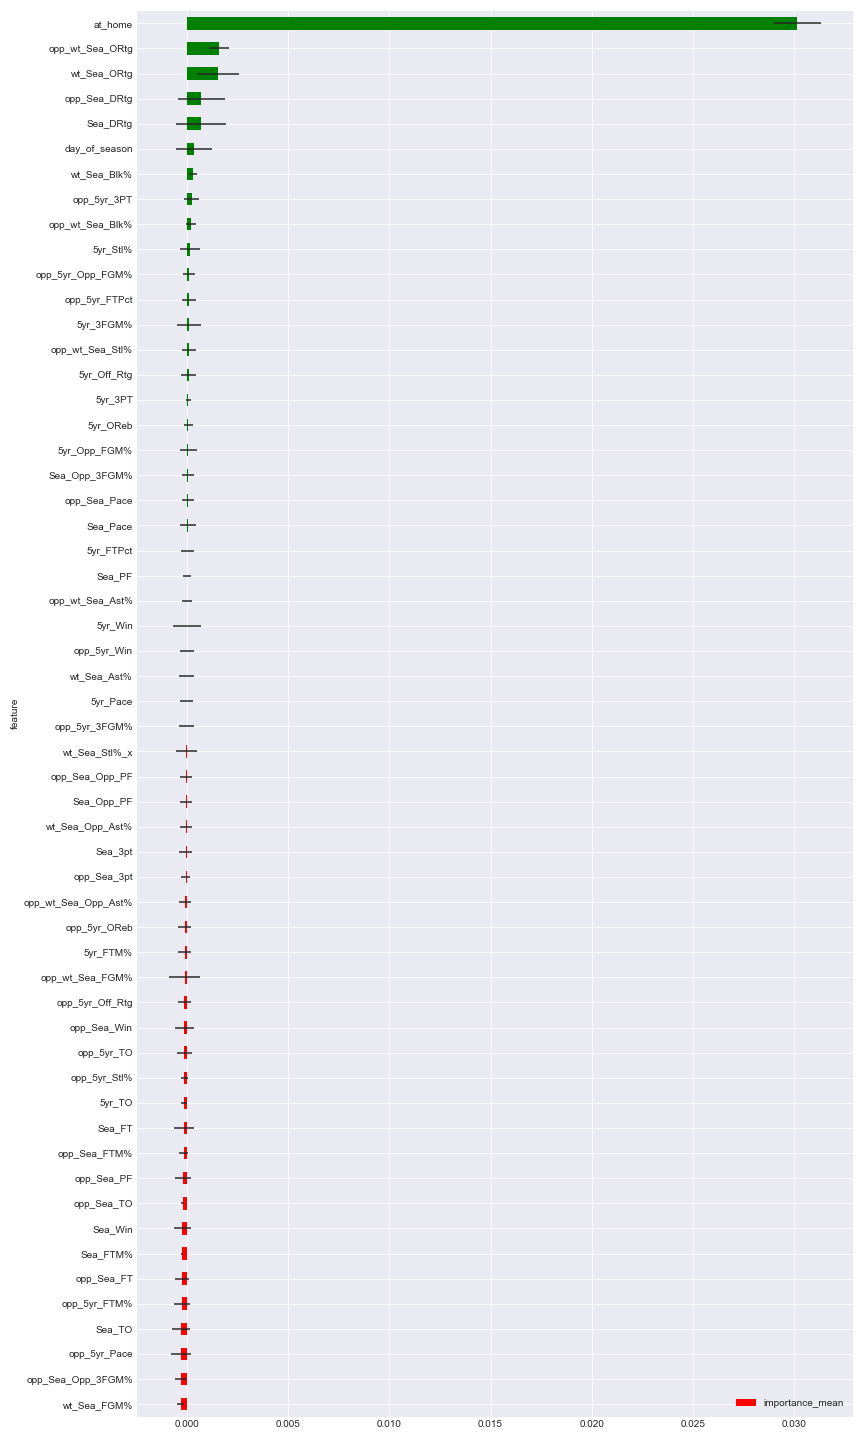 at_home
opp_wt_Sea_ORtg
wt_Sea_ORtg
opp_Sea_DRtg
Sea_DRtg
day_of_season
wt_Sea_Blk%
opp_5yr_3PT
opp_wt_Sea_Blk%
5yr_Stl%
opp_5yr_Opp_FGM%
opp_5yr_FTPct
5yr_3FGM%
opp_wt_Sea_Stl%
5yr_Off_Rtg
5yr_3PT
5yr_OReb
5yr_Opp_FGM%
Sea_Opp_3FGM%
opp_Sea_Pace
Sea_Pace
5yr_FTPct
Sea_PF
opp_wt_Sea_Ast%
5yr_Win
opp_5yr_Win
wt_Sea_Ast%
5yr_Pace
feature
opp_5yr_3FGM%
wt_Sea_Stl%_x
opp_Sea_Opp_PF
Sea_Opp_PF
wt_Sea_Opp_Ast%
Sea_3pt
opp_Sea_3pt
opp_wt_Sea_Opp_Ast%
opp_5yr_OReb
5yr_FTM%
opp_wt_Sea_FGM%
opp_5yr_Off_Rtg
opp_Sea_Win
opp_5yr_TO
opp_5yr_Stl%
5yr_TO
Sea_FT
opp_Sea_FTM%
opp_Sea_PF
opp_Sea_TO
Sea_Win
Sea_FTM%
opp_Sea_FT
opp_5yr_FTM%
Sea_TO
opp_5yr_Pace
opp_Sea_Opp_3FGM%
wt_Sea_FGM%
importance_mean
0.000 0.005 0.010 0.015 0.020 0.025 0.030